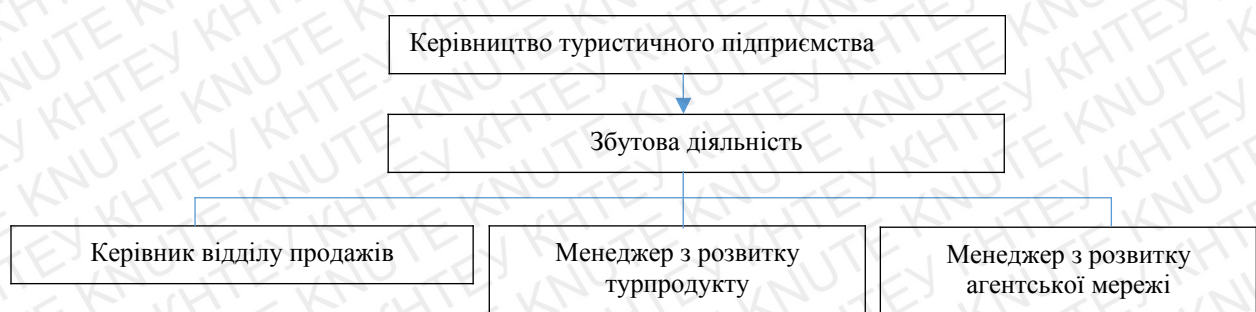 Керівництво туристичного підприємства
Збутова діяльність
Керівник відділу продажів
Менеджер з розвитку
турпродукту
Менеджер з розвитку
агентської мережі